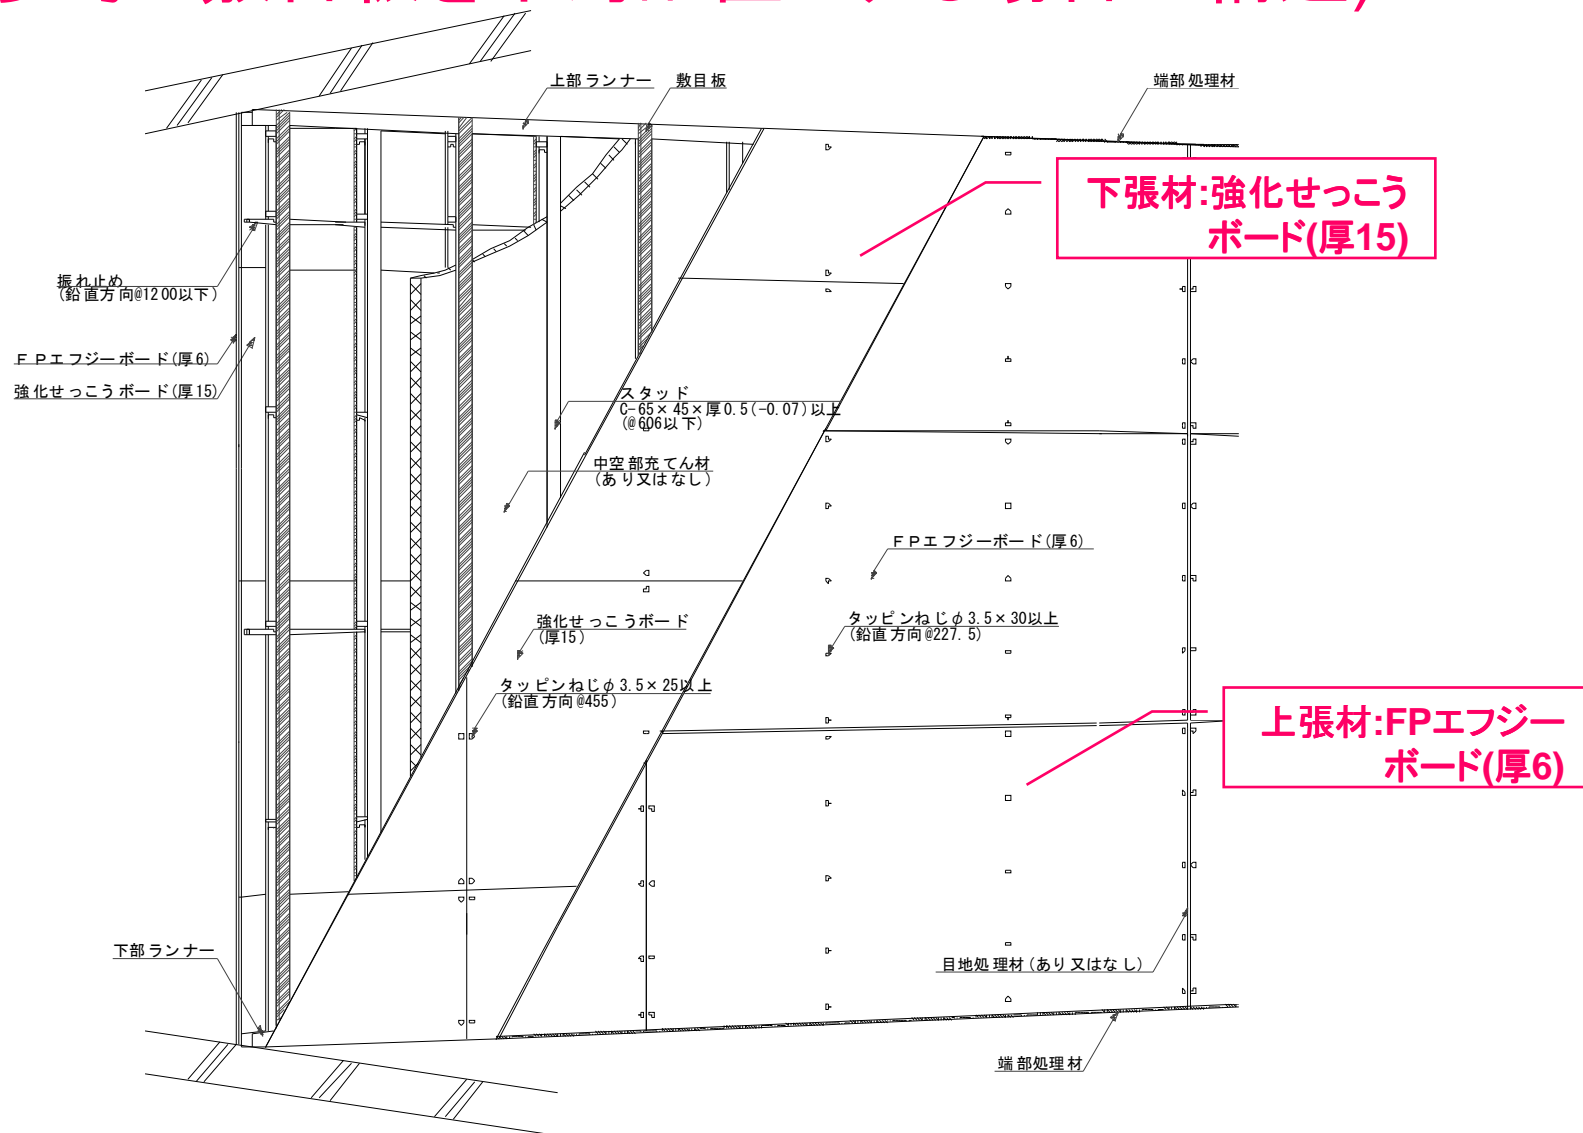 上部ランナー
敷目板
端部処理材
下張材:強化せっこう
ボード(厚15)
振れ止め
(鉛直方向@1200以下)
FPエフジーボード(厚6)
強化せっこうボード(厚15)
スタッド
C-65×45×厚0.5(-0.07)以上
(@606以下)
中空部充てん材
(あり又はなし)
FPエフジーボード(厚6)
強化せっこうボード
(厚15)
タッピンねじφ3.5×30以上
(鉛直方向@227.5)
タッピンねじφ3.5×25以上
(鉛直方向@455)
上張材:FPエフジー
ボード(厚6)
下部ランナー
目地処理材(あり又はなし)
端部処理材